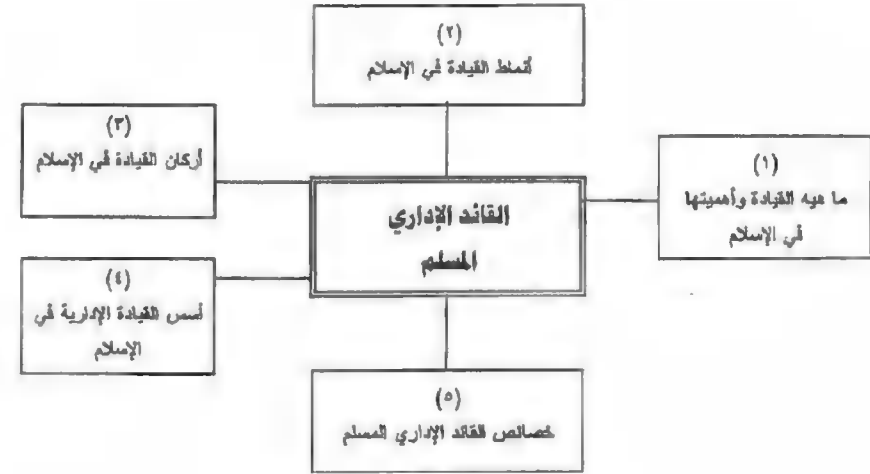 (٢)
أنماط القيادة في الإسلام
(٣)
أركان القيادة في الإسلام
(١)
ما هيه القيادة وأهميتها
في الإسلام
القائد الإداري
المسلم
(٤)
أسس القيادة الإدارية في
الإسلام
(٥)
خصائص القائد الإداري المسلم